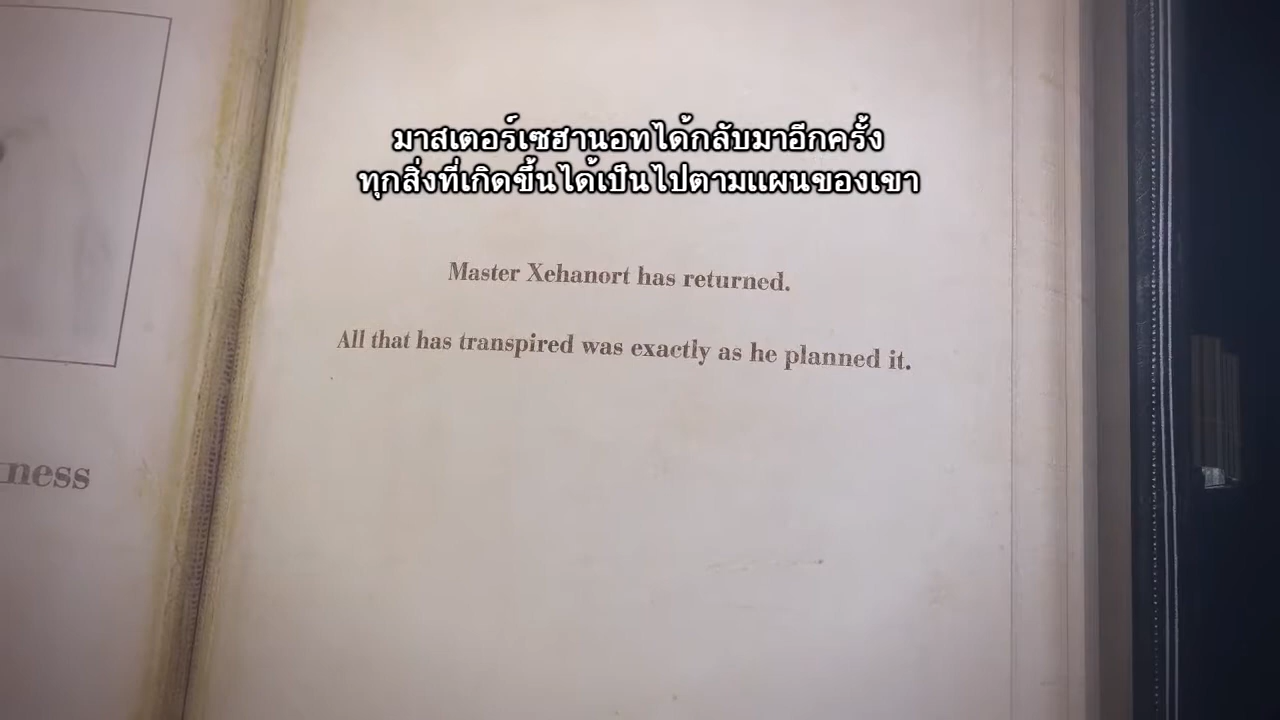 มาสเตอร์เซฮานอทได้กลับมาอีกครั้ง
ทุกสิ่งที่เกิดขึ้นได้เป็นไปตามแผนของเขา
Master Xehanort has returned.
All that has transpired was exactly as he planned it.
ness